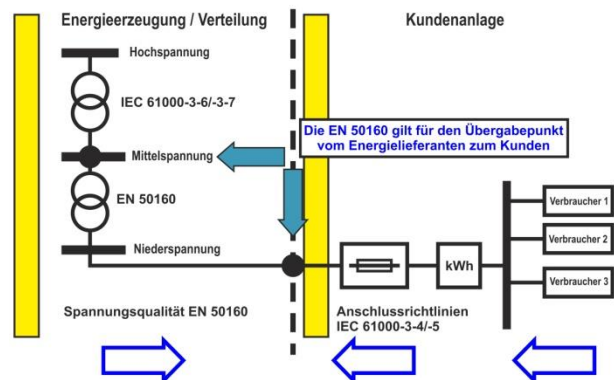 Energieerzeugung / Verteilung
Kundenanlage
Hochspannung
IEC 61000-3-6/-3-7
Die EN 50160 gilt für den Übergabepunkt
vom Energielieferanten zum Kunden
Mittelspannung
EN 50160
Verbraucher 1
Verbraucher 2
Niederspannung
kWh
Verbraucher 3
Spannungsqualität EN 50160
Anschlussrichtlinien
IEC 61000-3-4/-5